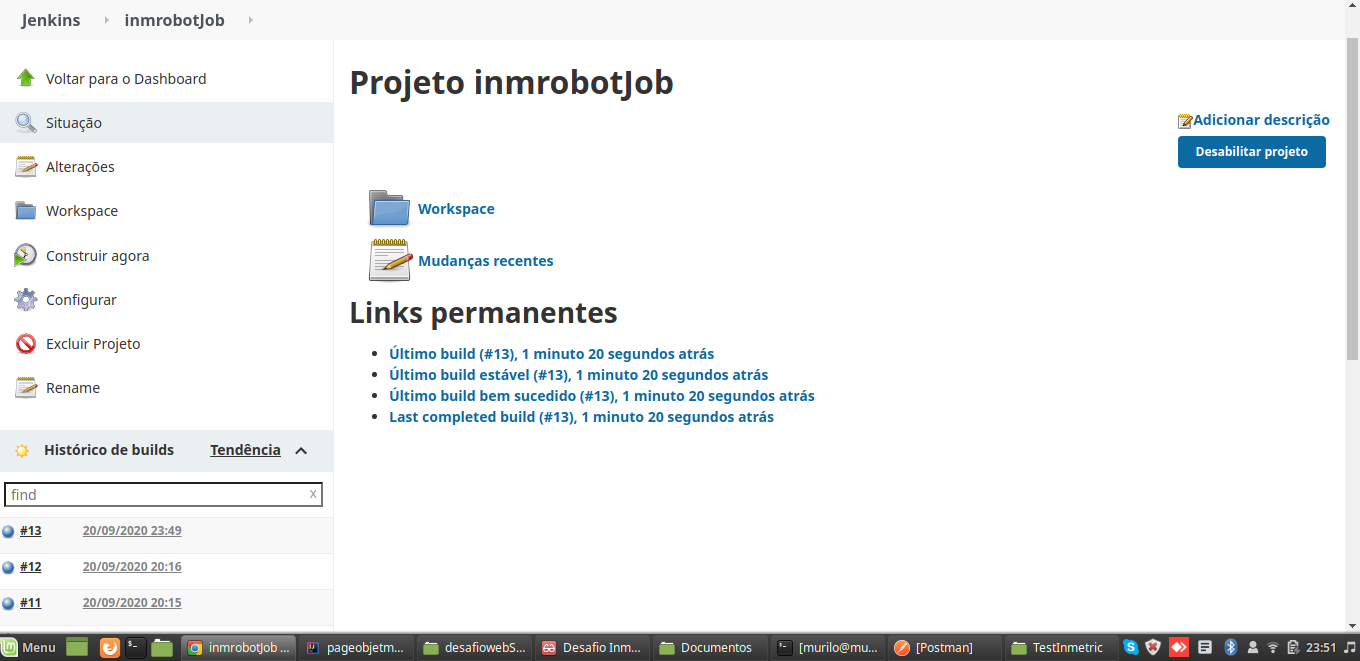 Jenkins inmrobotJob
Voltar para o Dashboard
Situação
Alterações
Workspace
Construir agora
Configurar
Excluir Projeto
Rename
Histórico de builds Tendência
find x
#13 20/09/2020 23:49
#12 20/09/2020 20:16
#11 20/09/2020 20:15
Projeto inmrobotJob
Adicionar descrição
Desabilitar projeto
Workspace
Mudanças recentes
Links permanentes
Último build (#13), 1 minuto 20 segundos atrás
Último build estável (#13), 1 minuto 20 segundos atrás
Último build bem sucedido (#13), 1 minuto 20 segundos atrás
Last completed build (#13), 1 minuto 20 segundos atrás
Menu inmrobotJob ... pageobjetm... desafiowebS... Desafio Inm... Documentos [murilo@mu... [Postman] TestInmetric 23:51